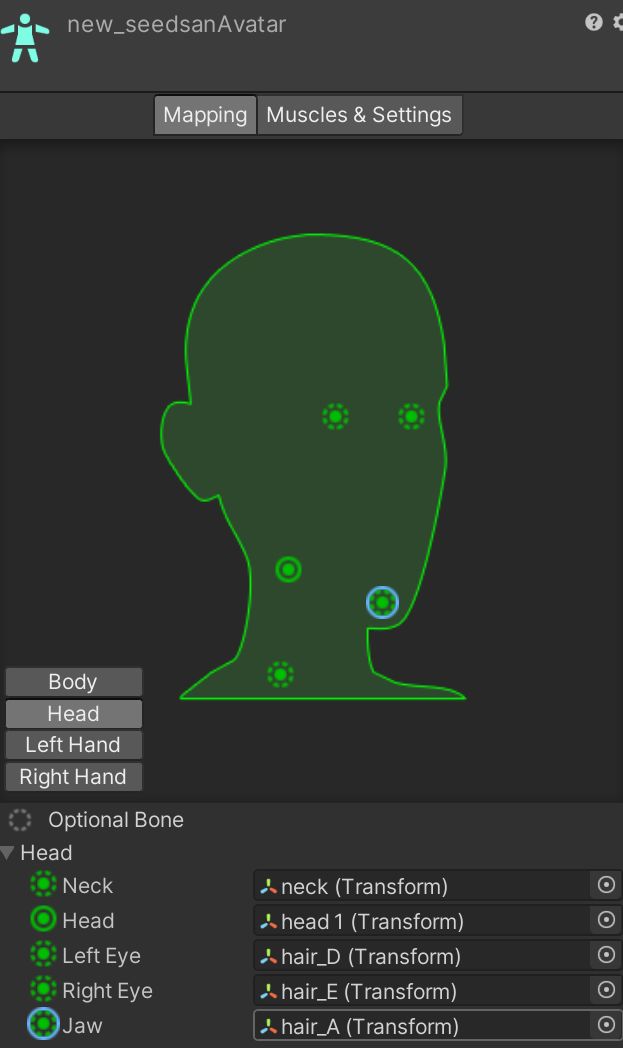 new_seedsanAvatar
Mapping
Muscles & Settings
Body
Head
Left Hand
Right Hand
Optional Bone
Head
Neck
neck (Transform)
Head
head 1 (Transform)
Left Eye
hair_D (Transform)
Right Eye
hair_E (Transform)
Jaw
hair_A (Transform)